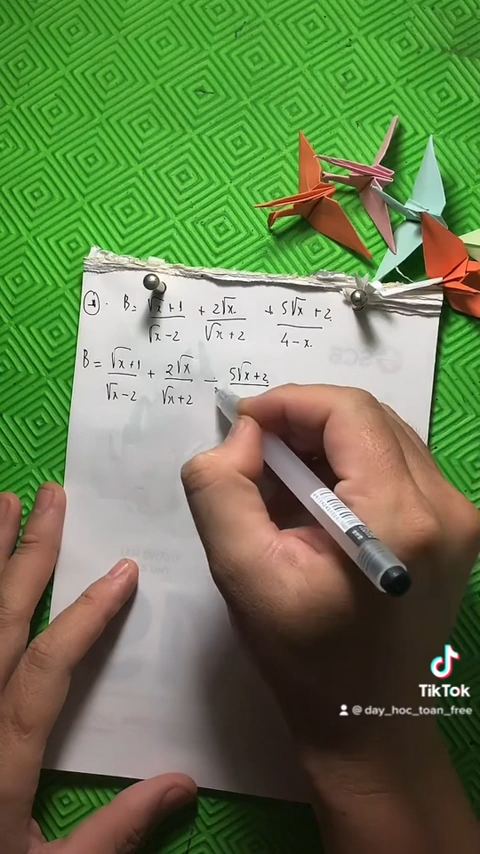 1. B = (√x + 1)/(√x - 2) + (2√x)/(√x + 2) + (5√x + 2)/(4 - x)
B = (√x + 1)/(√x - 2) + (2√x)/(√x + 2) - (5√x + 2)
TikTok
@ day_hoc_toan_free